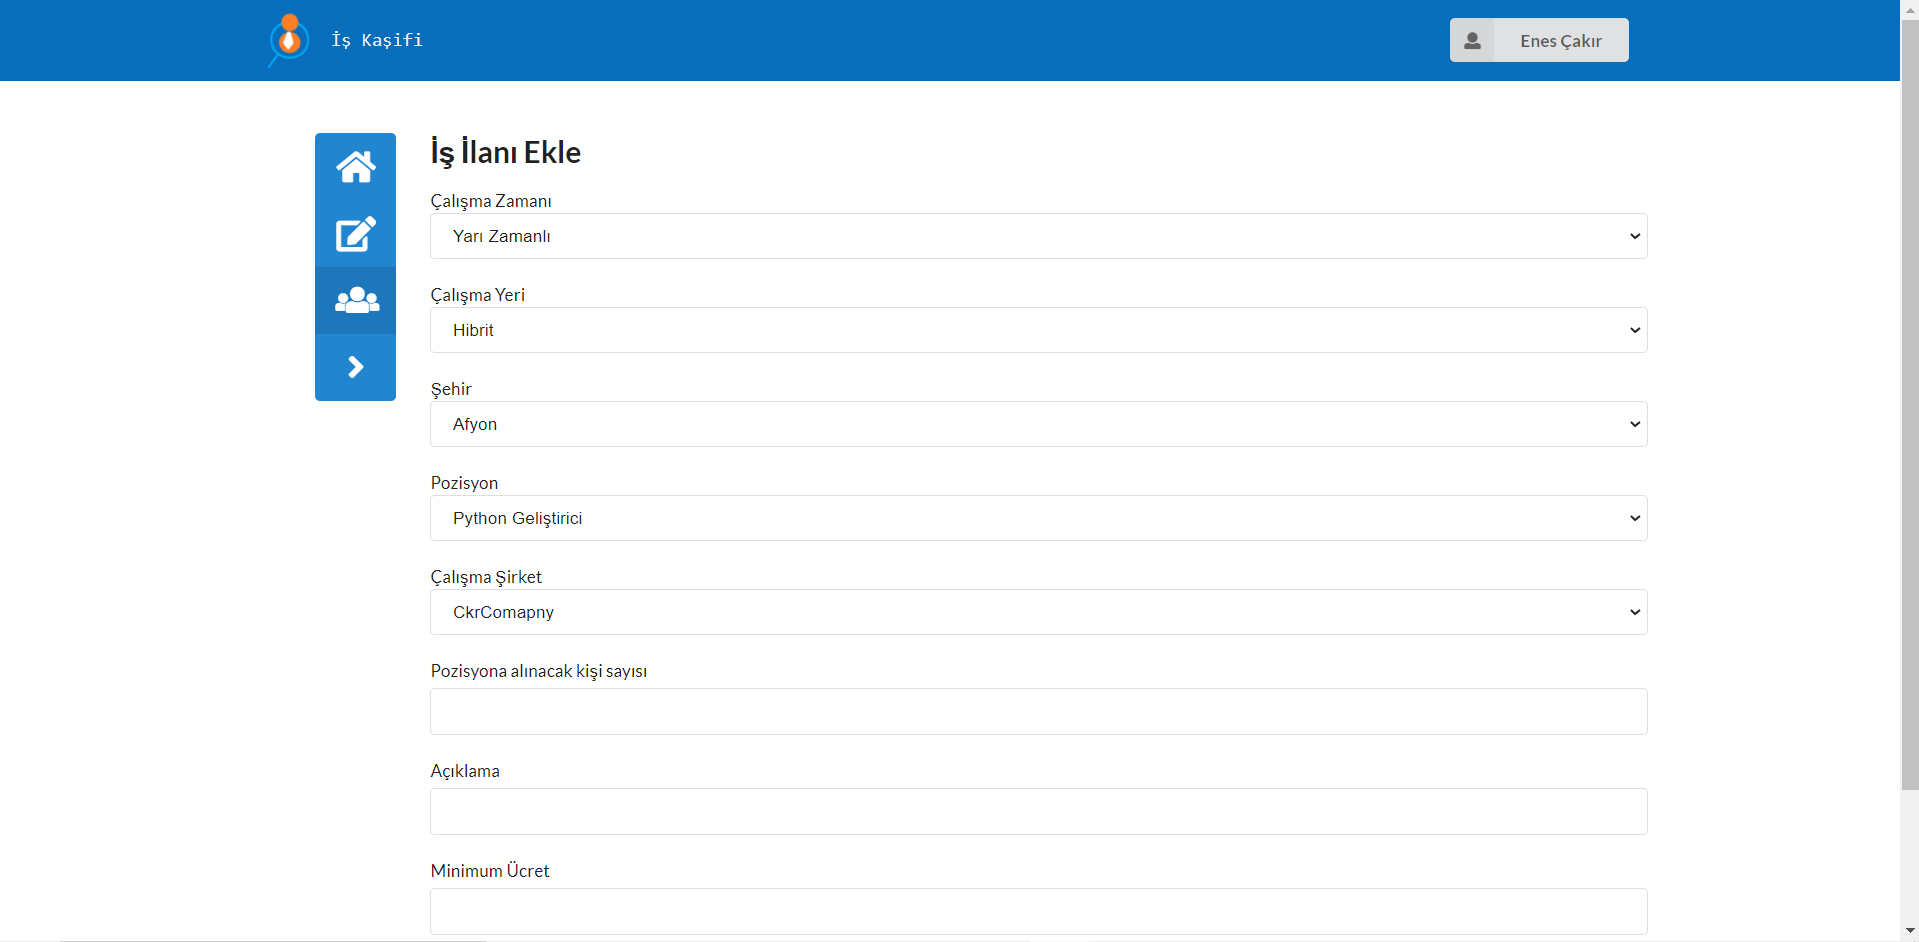 İş Kaşifi
Enes Çakır
İş İlanı Ekle
Çalışma Zamanı
Yarı Zamanlı
Çalışma Yeri
Hibrit
Şehir
Afyon
Pozisyon
Python Geliştirici
Çalışma Şirket
CkrComapny
Pozisyona alınacak kişi sayısı
Açıklama
Minimum Ücret